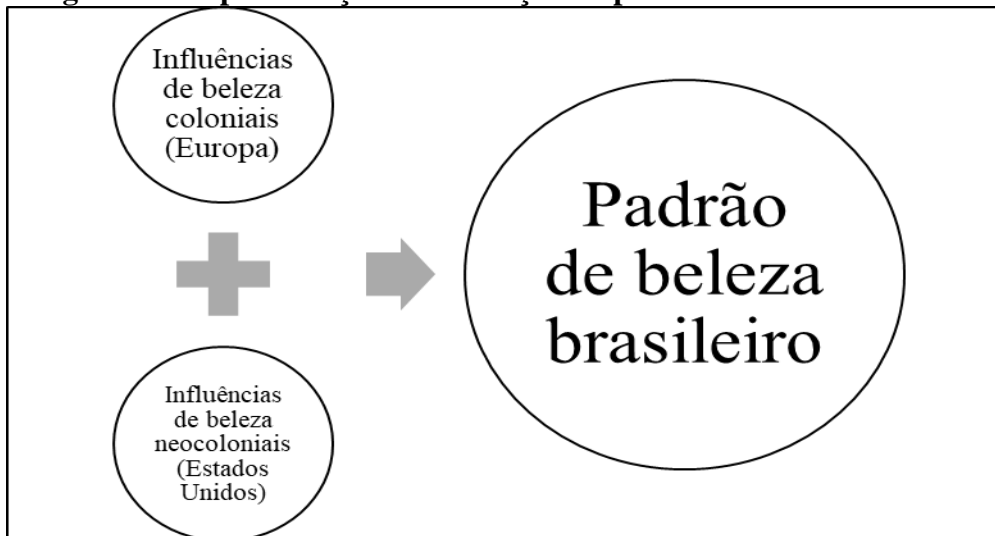 Influências
de beleza
coloniais
(Europa)
Influências
de beleza
neocoloniais
(Estados
Unidos)
Padrão
de beleza
brasileiro